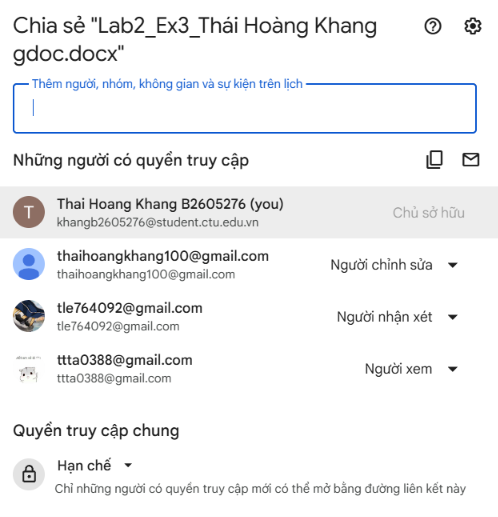 Chia sẻ "Lab2_Ex3_Thái Hoàng Khang
gdoc.docx"
Thêm người, nhóm, không gian và sự kiện trên lịch
Những người có quyền truy cập
T
Thai Hoang Khang B2605276 (you)
khangb2605276@student.ctu.edu.vn
Chủ sở hữu
thaihoangkhang100@gmail.com
thaihoangkhang100@gmail.com
Người chỉnh sửa
tle764092@gmail.com
tle764092@gmail.com
Người nhận xét
ttta0388@gmail.com
ttta0388@gmail.com
Người xem
Quyền truy cập chung
Hạn chế
Chỉ những người có quyền truy cập mới có thể mở bằng đường liên kết này